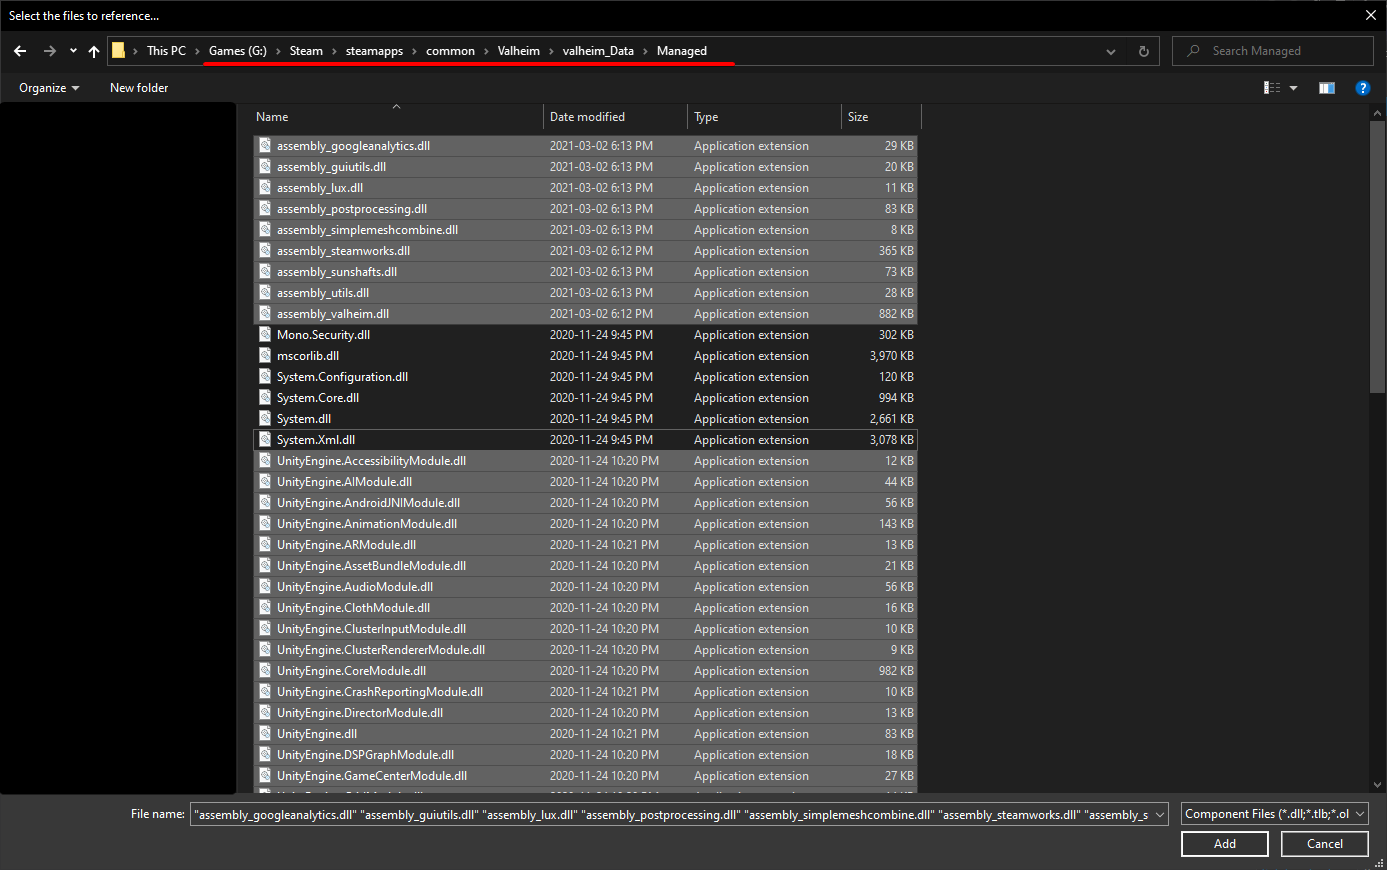 Select the files to reference...
This PC > Games (G:) > Steam > steamapps > common > Valheim > valheim_Data > Managed
Search Managed
Organize
New folder
Name Date modified Type Size
assembly_googleanalytics.dll 2021-03-02 6:13 PM Application extension 29 KB
assembly_guiutils.dll 2021-03-02 6:13 PM Application extension 20 KB
assembly_lux.dll 2021-03-02 6:13 PM Application extension 11 KB
assembly_postprocessing.dll 2021-03-02 6:13 PM Application extension 83 KB
assembly_simplemeshcombine.dll 2021-03-02 6:13 PM Application extension 8 KB
assembly_steamworks.dll 2021-03-02 6:12 PM Application extension 365 KB
assembly_sunshafts.dll 2021-03-02 6:13 PM Application extension 73 KB
assembly_utils.dll 2021-03-02 6:13 PM Application extension 28 KB
assembly_valheim.dll 2021-03-02 6:12 PM Application extension 882 KB
Mono.Security.dll 2020-11-24 9:45 PM Application extension 302 KB
mscorlib.dll 2020-11-24 9:45 PM Application extension 3,970 KB
System.Configuration.dll 2020-11-24 9:45 PM Application extension 120 KB
System.Core.dll 2020-11-24 9:45 PM Application extension 994 KB
System.dll 2020-11-24 9:45 PM Application extension 2,661 KB
System.Xml.dll 2020-11-24 9:45 PM Application extension 3,078 KB
UnityEngine.AccessibilityModule.dll 2020-11-24 10:20 PM Application extension 12 KB
UnityEngine.AIModule.dll 2020-11-24 10:20 PM Application extension 44 KB
UnityEngine.AndroidJNIModule.dll 2020-11-24 10:20 PM Application extension 56 KB
UnityEngine.AnimationModule.dll 2020-11-24 10:20 PM Application extension 143 KB
UnityEngine.ARModule.dll 2020-11-24 10:21 PM Application extension 13 KB
UnityEngine.AssetBundleModule.dll 2020-11-24 10:20 PM Application extension 21 KB
UnityEngine.AudioModule.dll 2020-11-24 10:20 PM Application extension 56 KB
UnityEngine.ClothModule.dll 2020-11-24 10:20 PM Application extension 16 KB
UnityEngine.ClusterInputModule.dll 2020-11-24 10:20 PM Application extension 10 KB
UnityEngine.ClusterRendererModule.dll 2020-11-24 10:20 PM Application extension 9 KB
UnityEngine.CoreModule.dll 2020-11-24 10:20 PM Application extension 982 KB
UnityEngine.CrashReportingModule.dll 2020-11-24 10:21 PM Application extension 10 KB
UnityEngine.DirectorModule.dll 2020-11-24 10:20 PM Application extension 13 KB
UnityEngine.dll 2020-11-24 10:21 PM Application extension 83 KB
UnityEngine.DSPGraphModule.dll 2020-11-24 10:20 PM Application extension 18 KB
UnityEngine.GameCenterModule.dll 2020-11-24 10:20 PM Application extension 27 KB
File name: "assembly_googleanalytics.dll" "assembly_guiutils.dll" "assembly_lux.dll" "assembly_postprocessing.dll" "assembly_simplemeshcombine.dll" "assembly_steamworks.dll" "assembly_s
Component Files (*.dll;*.tlb;*.ol
Add
Cancel